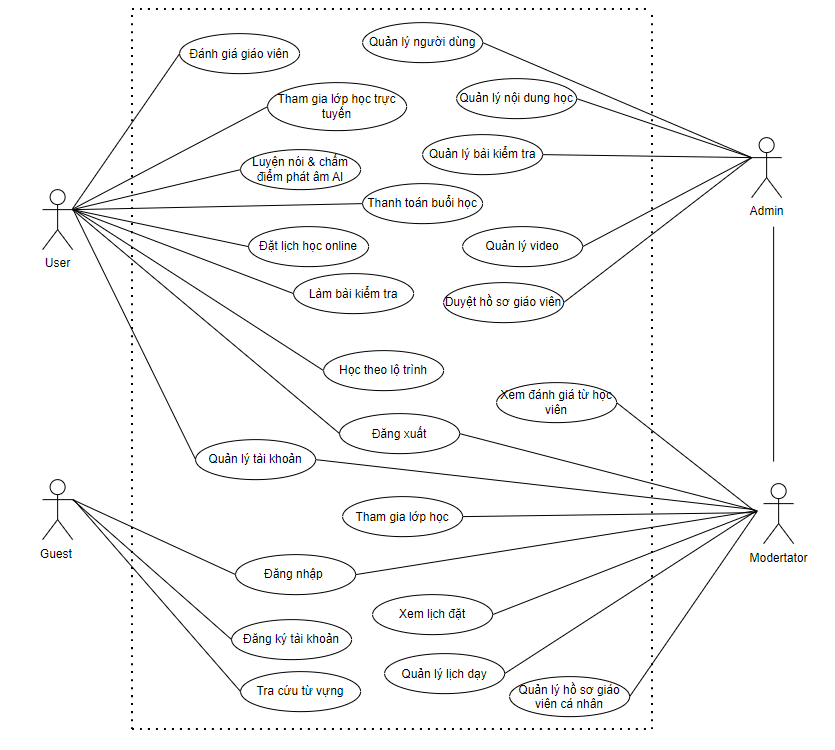 Quản lý người dùng
Đánh giá giáo viên
Quản lý nội dung học
Tham gia lớp học trực
tuyến
Quản lý bài kiểm tra
Luyện nói & chấm
điểm phát âm AI
Thanh toán buổi học
Admin
Đặt lịch học online
Quản lý video
User
Làm bài kiểm tra
Duyệt hồ sơ giáo viên
Học theo lộ trình
Xem đánh giá từ học
viên
Đăng xuất
Quản lý tài khoản
Tham gia lớp học
Guest
Modertator
Đăng nhập
Xem lịch đặt
Đăng ký tài khoản
Quản lý lịch dạy
Tra cứu từ vựng
Quản lý hồ sơ giáo
viên cá nhân